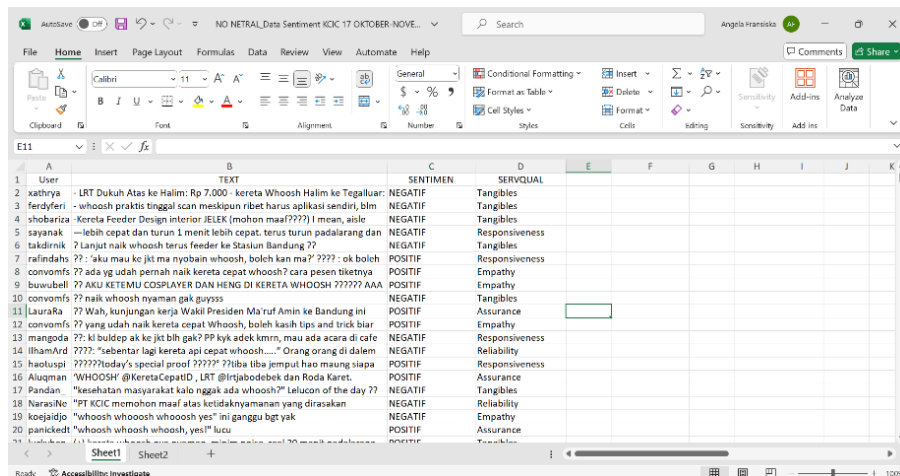 AutoSave Off NO NETRAL_Data Sentiment KCIC 17 OKTOBER-NOVE... Search Angela Fransiska AF
File Home Insert Page Layout Formulas Data Review View Automate Help Comments Share
Paste Calibri 11 General Conditional Formatting Insert Sensitivity Add-ins Analyze Data
B I U $ % 9 Format as Table Delete
Cell Styles Format
Clipboard Font Alignment Number Styles Cells Editing Sensitivity Add ins
E11 fx
A B C D E F G H I J K
1 User TEXT SENTIMEN SERVQUAL
2 xathrya - LRT Dukuh Atas ke Halim: Rp 7.000 - kereta Whoosh Halim ke Tegalluar: NEGATIF Tangibles
3 ferdyferi - whoosh praktis tinggal scan meskipun ribet harus aplikasi sendiri, blm NEGATIF Tangibles
4 shobariza -Kereta Feeder Design interior JELEK (mohon maaf????) I mean, aisle NEGATIF Tangibles
5 sayanak —lebih cepat dan turun 1 menit lebih cepat. terus turun padalarang dan NEGATIF Responsiveness
6 takdirnik ? Lanjut naik whoosh terus feeder ke Stasiun Bandung ?? NEGATIF Tangibles
7 rafindahs ?? : 'aku mau ke jkt ma nyobain whoosh, boleh kan ma?' ???? : ok boleh POSITIF Responsiveness
8 convomfs ?? ada yg udah pernah naik kereta cepat whoosh? cara pesen tiketnya POSITIF Empathy
9 buwubell ?? AKU KETEMU COSPLAYER DAN HENG DI KERETA WHOOSH ?????? AAA POSITIF Empathy
10 convomfs ?? naik whoosh nyaman gak guysss NEGATIF Tangibles
11 LauraRa ?? Wah, kunjungan kerja Wakil Presiden Ma'ruf Amin ke Bandung ini POSITIF Assurance
12 convomfs ?? yang udah naik kereta cepat Whoosh, boleh kasih tips and trick biar POSITIF Empathy
13 mangoda ??: kl buldep ak ke jkt blh gak? PP kyk adek kmrn, mau ada acara di cafe NEGATIF Responsiveness
14 IlhamArd ????: "sebentar lagi kereta api cepat whoosh....." Orang orang di dalem NEGATIF Reliability
15 haotuspi ??????today's special proof ?????" ??tiba tiba jemput hao maung siapa POSITIF Responsiveness
16 Aluqman 'WHOOSH' @KeretaCepatID , LRT @lrtjabodebek dan Roda Karet. POSITIF Assurance
17 Pandan_ "kesehatan masyarakat kalo nggak ada whoosh?" Lelucon of the day ?? NEGATIF Tangibles
18 NarasiNe "PT KCIC memohon maaf atas ketidaknyamanan yang dirasakan NEGATIF Reliability
19 koejaidjo "whoosh whooosh whooosh yes" ini ganggu bgt yak NEGATIF Empathy
20 panickedt "whoosh whoosh whoosh, yes!" lucu POSITIF Assurance
Sheet1 Sheet2
Ready Accessibility: Investigate 100%